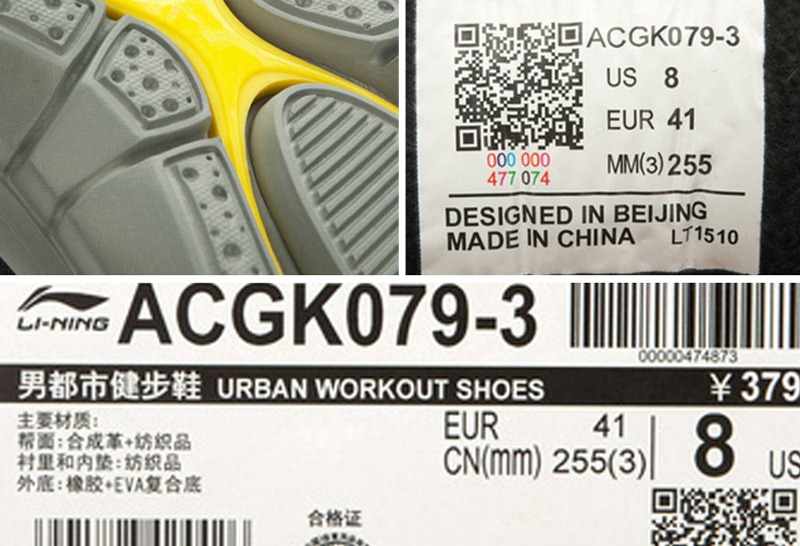 ACGK079-3
US 8
EUR 41
MM(3) 255
000 000
477 074
DESIGNED IN BEIJING
MADE IN CHINA LT1510
LI-NING ACGK079-3
00000474873
男都市健步鞋 URBAN WORKOUT SHOES ¥ 379
主要材质:
帮面:合成革+纺织品
衬里和内垫:纺织品
外底:橡胶+EVA复合底
EUR 41
CN(mm) 255(3)
8 US
合格证